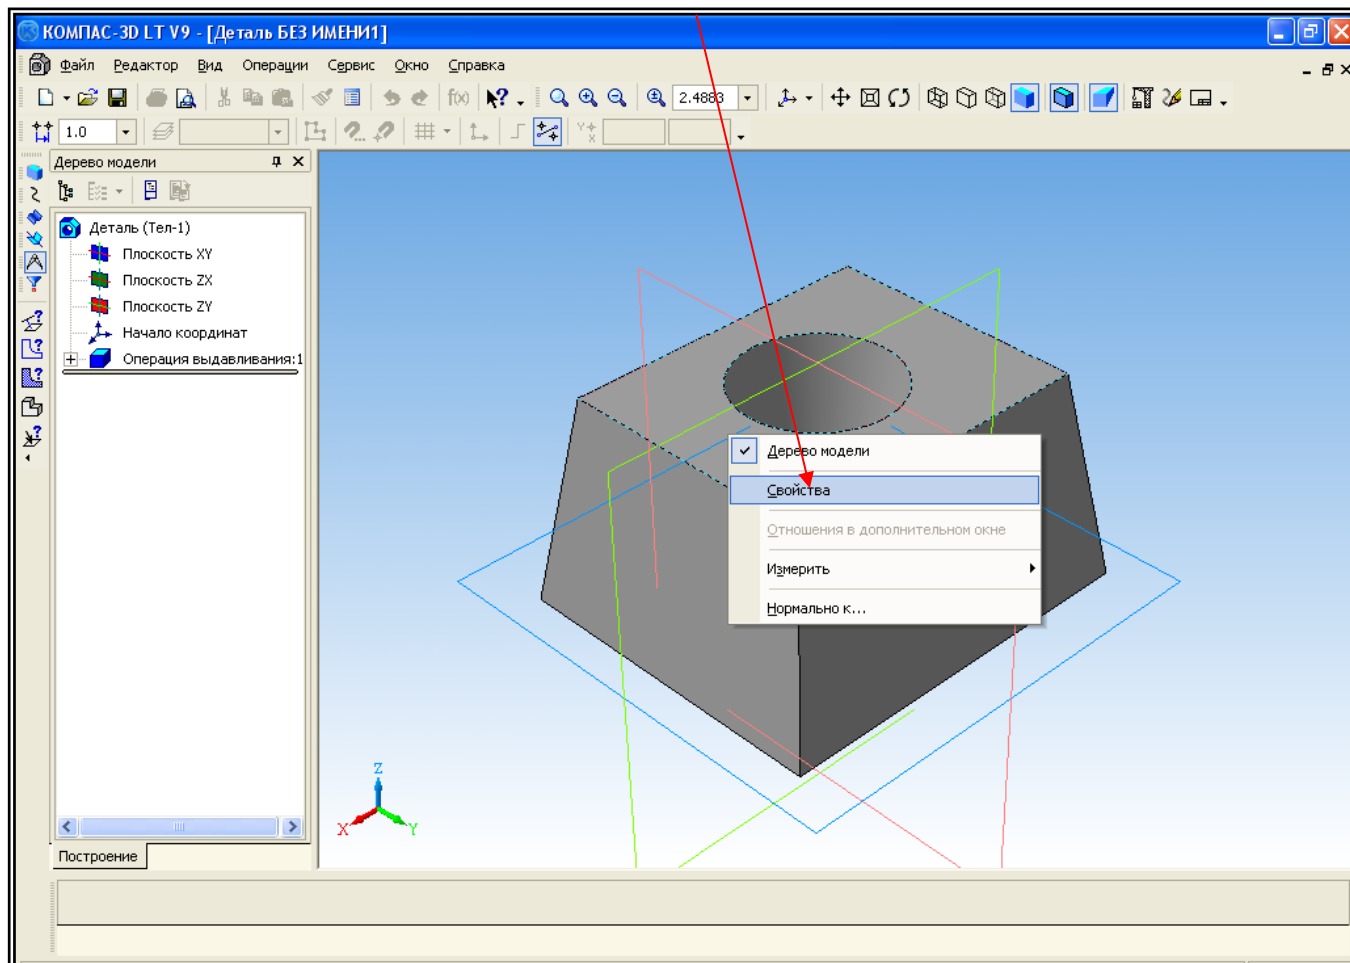 КОМПАС-3D LT V9 - [Деталь БЕЗ ИМЕНИ1]
Файл Редактор Вид Операции Сервис Окно Справка
2.4883
1.0
Дерево модели
Деталь (Тел-1)
Плоскость XY
Плоскость ZX
Плоскость ZY
Начало координат
Операция выдавливания:1
Дерево модели
Свойства
Отношения в дополнительном окне
Измерить
Нормально к...
Z
X
Y
Построение